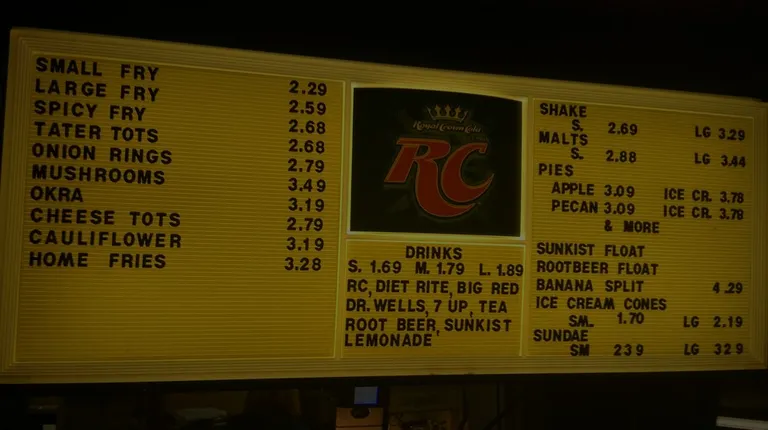 SMALL FRY 2.29
LARGE FRY 2.59
SPICY FRY 2.68
TATER TOTS 2.68
ONION RINGS 2.79
MUSHROOMS 3.49
OKRA 3.19
CHEESE TOTS 2.79
CAULIFLOWER 3.19
HOME FRIES 3.28
Royal Crown Cola
RC
DRINKS
S. 1.69 M. 1.79 L. 1.89
RC, DIET RITE, BIG RED
DR. WELLS, 7 UP, TEA
ROOT BEER, SUNKIST
LEMONADE
SHAKE
S. 2.69 LG 3.29
MALTS
S. 2.88 LG 3.44
PIES
APPLE 3.09 ICE CR. 3.78
PECAN 3.09 ICE CR. 3.78
& MORE
SUNKIST FLOAT
ROOTBEER FLOAT
BANANA SPLIT 4.29
ICE CREAM CONES
SM. 1.70 LG 2.19
SUNDAE
SM 239 LG 329